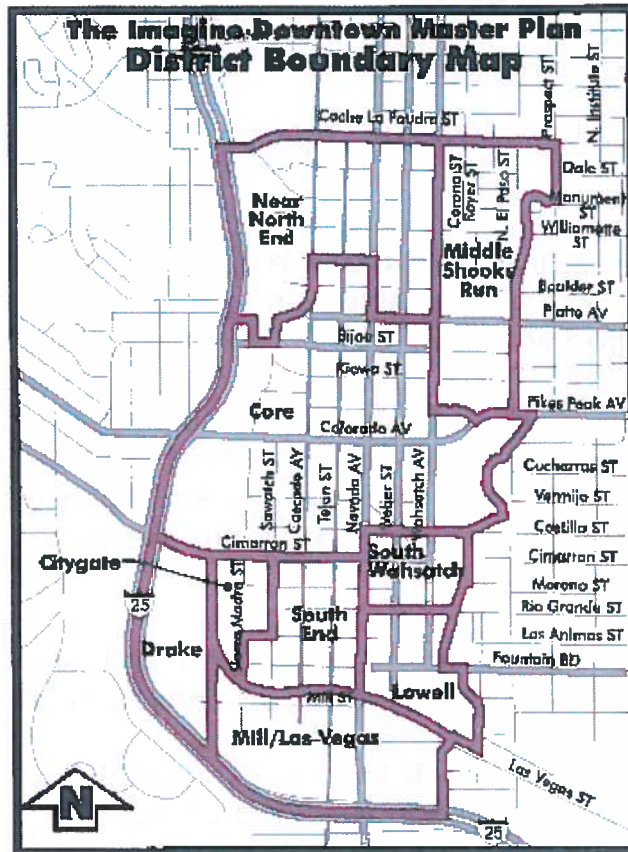 The Imagine Downtown Master Plan
District Boundary Map
Prospect ST
N. Institute ST
Cache La Poudre ST
Corona ST
Royer ST
N. El Paso ST
Dale ST
Monument
ST
Williamette
ST
Near
North
End
Middle
Shooks
Run
Boulder ST
Platte AV
Bijou ST
Kiowa ST
Core
Pikes Peak AV
Colorado AV
Sawatch ST
Cascade AV
Tejon ST
Nevada AV
Weber ST
Wahsatch AV
Cucharras ST
Vermijo ST
Costilla ST
Cimarron ST
Cimarron ST
South
Wahsatch
Citygate
Sierra Madre ST
Moreno ST
25
South
End
Rio Grande ST
Las Animas ST
Drake
Fountain BD
Lowell
Mill ST
Mill/Las Vegas
Las Vegas ST
N
25